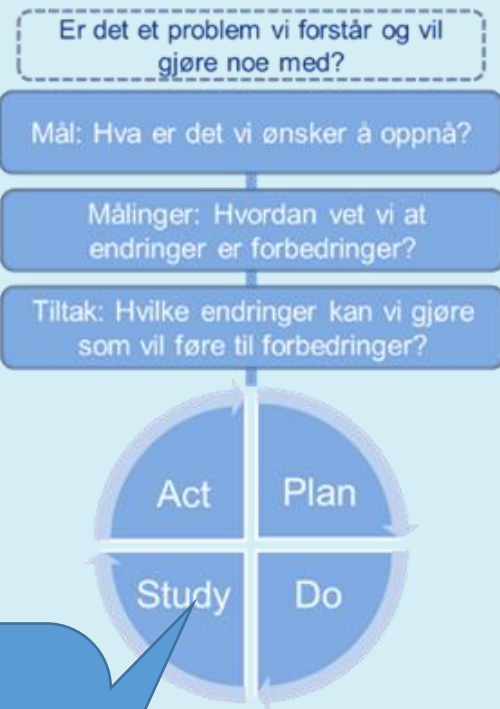 Er det et problem vi forstår og vil
gjøre noe med?
Mål: Hva er det vi ønsker å oppnå?
Målinger: Hvordan vet vi at
endringer er forbedringer?
Tiltak: Hvilke endringer kan vi gjøre
som vil føre til forbedringer?
Act
Plan
Study
Do